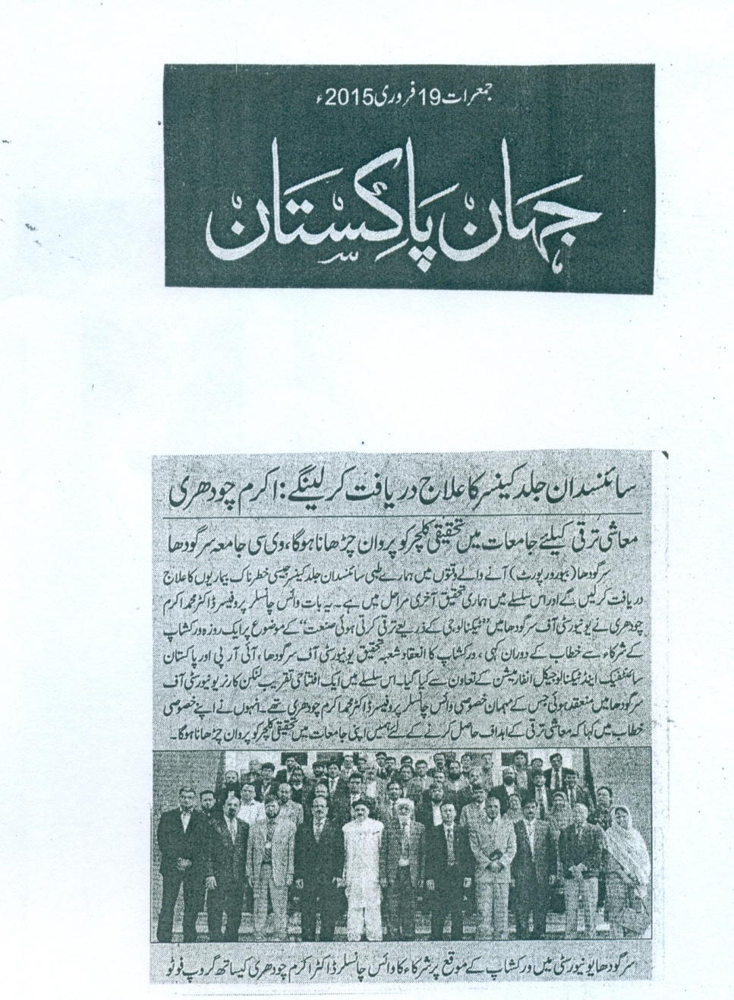 جمعرات 19 فروری 2015ء
جہان پاکستان
سائنسدان جلد کینسر کا علاج دریافت کر لینگے: اکرم چودھری
معاشی ترقی کیلئے جامعات میں تحقیقی کلچر کو پروان چڑھانا ہوگا، وی سی جامعہ سرگودھا
سرگودھا (بیورو رپورٹ) آنے والے وقتوں میں ہمارے طبی سائنسدان جلد کینسر جیسی خطرناک بیماریوں کا علاج
دریافت کر لیں گے اور اس سلسلے میں ہماری تحقیق آخری مراحل میں ہے۔ یہ بات وائس چانسلر پروفیسر ڈاکٹر محمد اکرم
چودھری نے یونیورسٹی آف سرگودھا میں ”ٹیکنالوجی کے ذریعے ترقی کرتی ہوئی صنعت“ کے موضوع پر ایک روزہ ورکشاپ
کے شرکاء سے خطاب کے دوران کہی، ورکشاپ کا انعقاد شعبہ تحقیق یونیورسٹی آف سرگودھا، آئی آر پی اور پاکستان
سائنٹیفیک اینڈ ٹیکنالوجیکل انفارمیشن کے تعاون سے کیا گیا۔ اس سلسلے میں ایک افتتاحی تقریب لنکن کارنر یونیورسٹی آف
سرگودھا میں منعقد ہوئی جس کے مہمان خصوصی وائس چانسلر پروفیسر ڈاکٹر محمد اکرم چودھری تھے۔ انہوں نے اپنے خصوصی
خطاب میں کہا کہ معاشی ترقی کے اہداف حاصل کرنے کے لئے ہمیں اپنی جامعات میں تحقیقی کلچر کو پروان چڑھانا ہوگا۔
سرگودھا یونیورسٹی میں ورکشاپ کے موقع پر شرکاء کا وائس چانسلر ڈاکٹر اکرم چودھری کیساتھ گروپ فوٹو